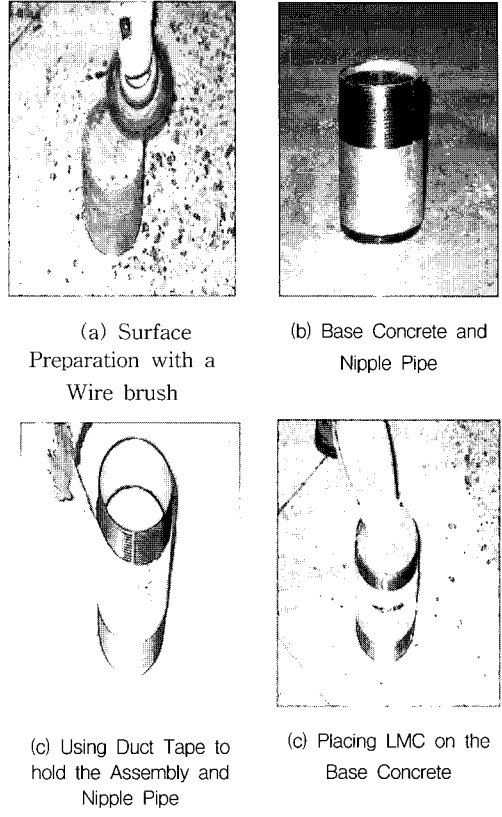 (a) Surface
Preparation with a
Wire brush
(b) Base Concrete and
Nipple Pipe
(c) Using Duct Tape to
hold the Assembly and
Nipple Pipe
(c) Placing LMC on the
Base Concrete